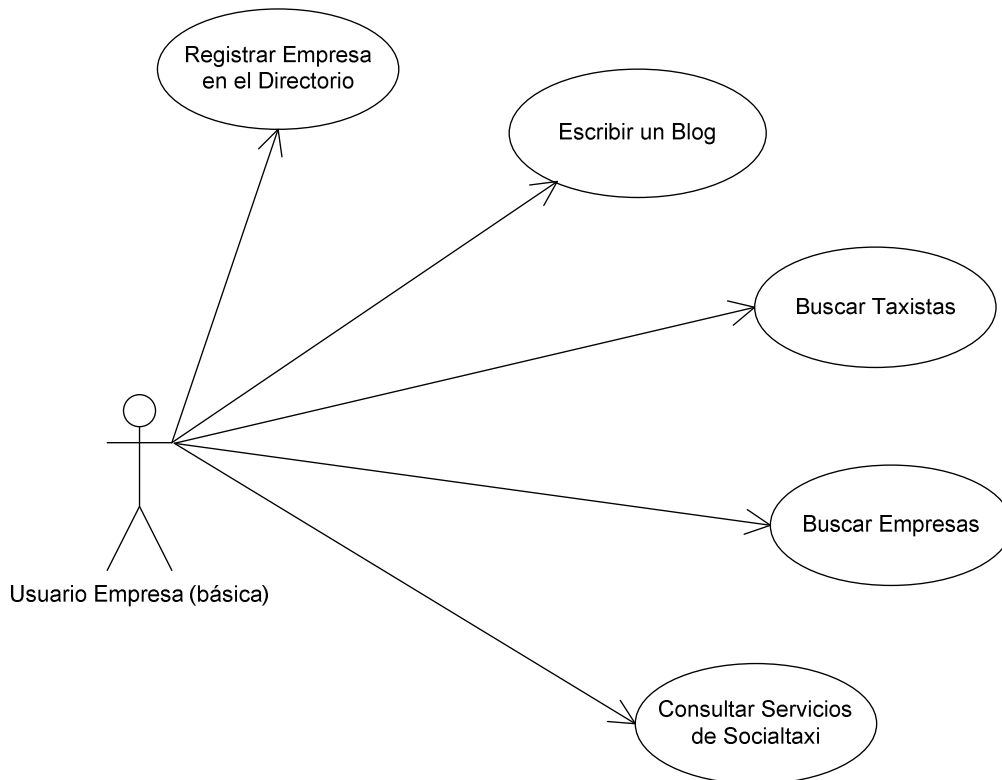 Registrar Empresa
en el Directorio
Escribir un Blog
Buscar Taxistas
Buscar Empresas
Usuario Empresa (básica)
Consultar Servicios
de Socialtaxi